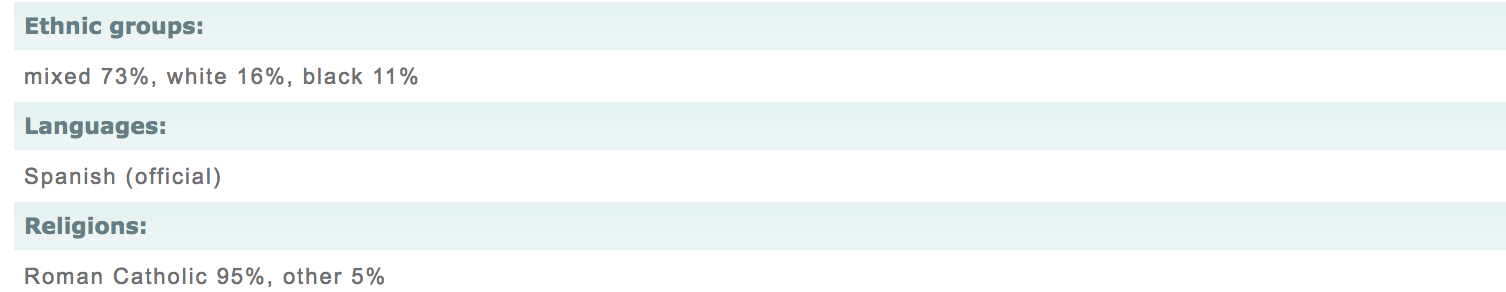 Ethnic groups:
mixed 73%, white 16%, black 11%
Languages:
Spanish (official)
Religions:
Roman Catholic 95%, other 5%